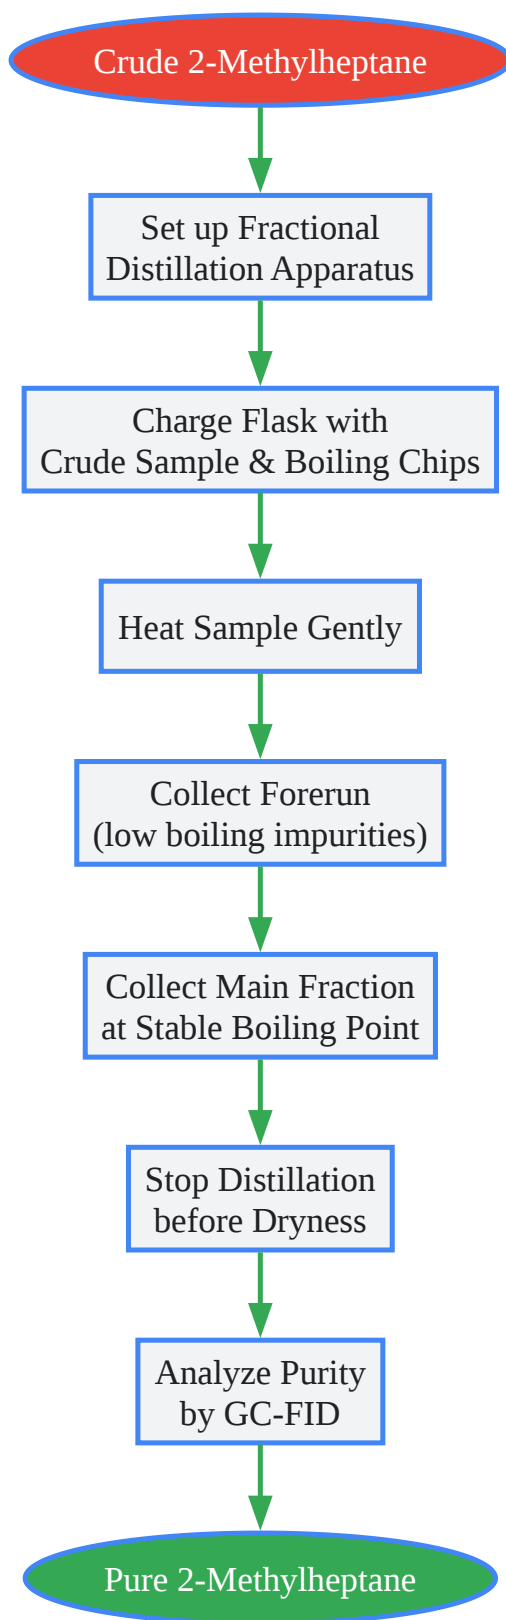 Crude 2-Methylheptane
Set up Fractional
Distillation Apparatus
Charge Flask with
Crude Sample & Boiling Chips
Heat Sample Gently
Collect Forerun
(low boiling impurities)
Collect Main Fraction
at Stable Boiling Point
Stop Distillation
before Dryness
Analyze Purity
by GC-FID
Pure 2-Methylheptane